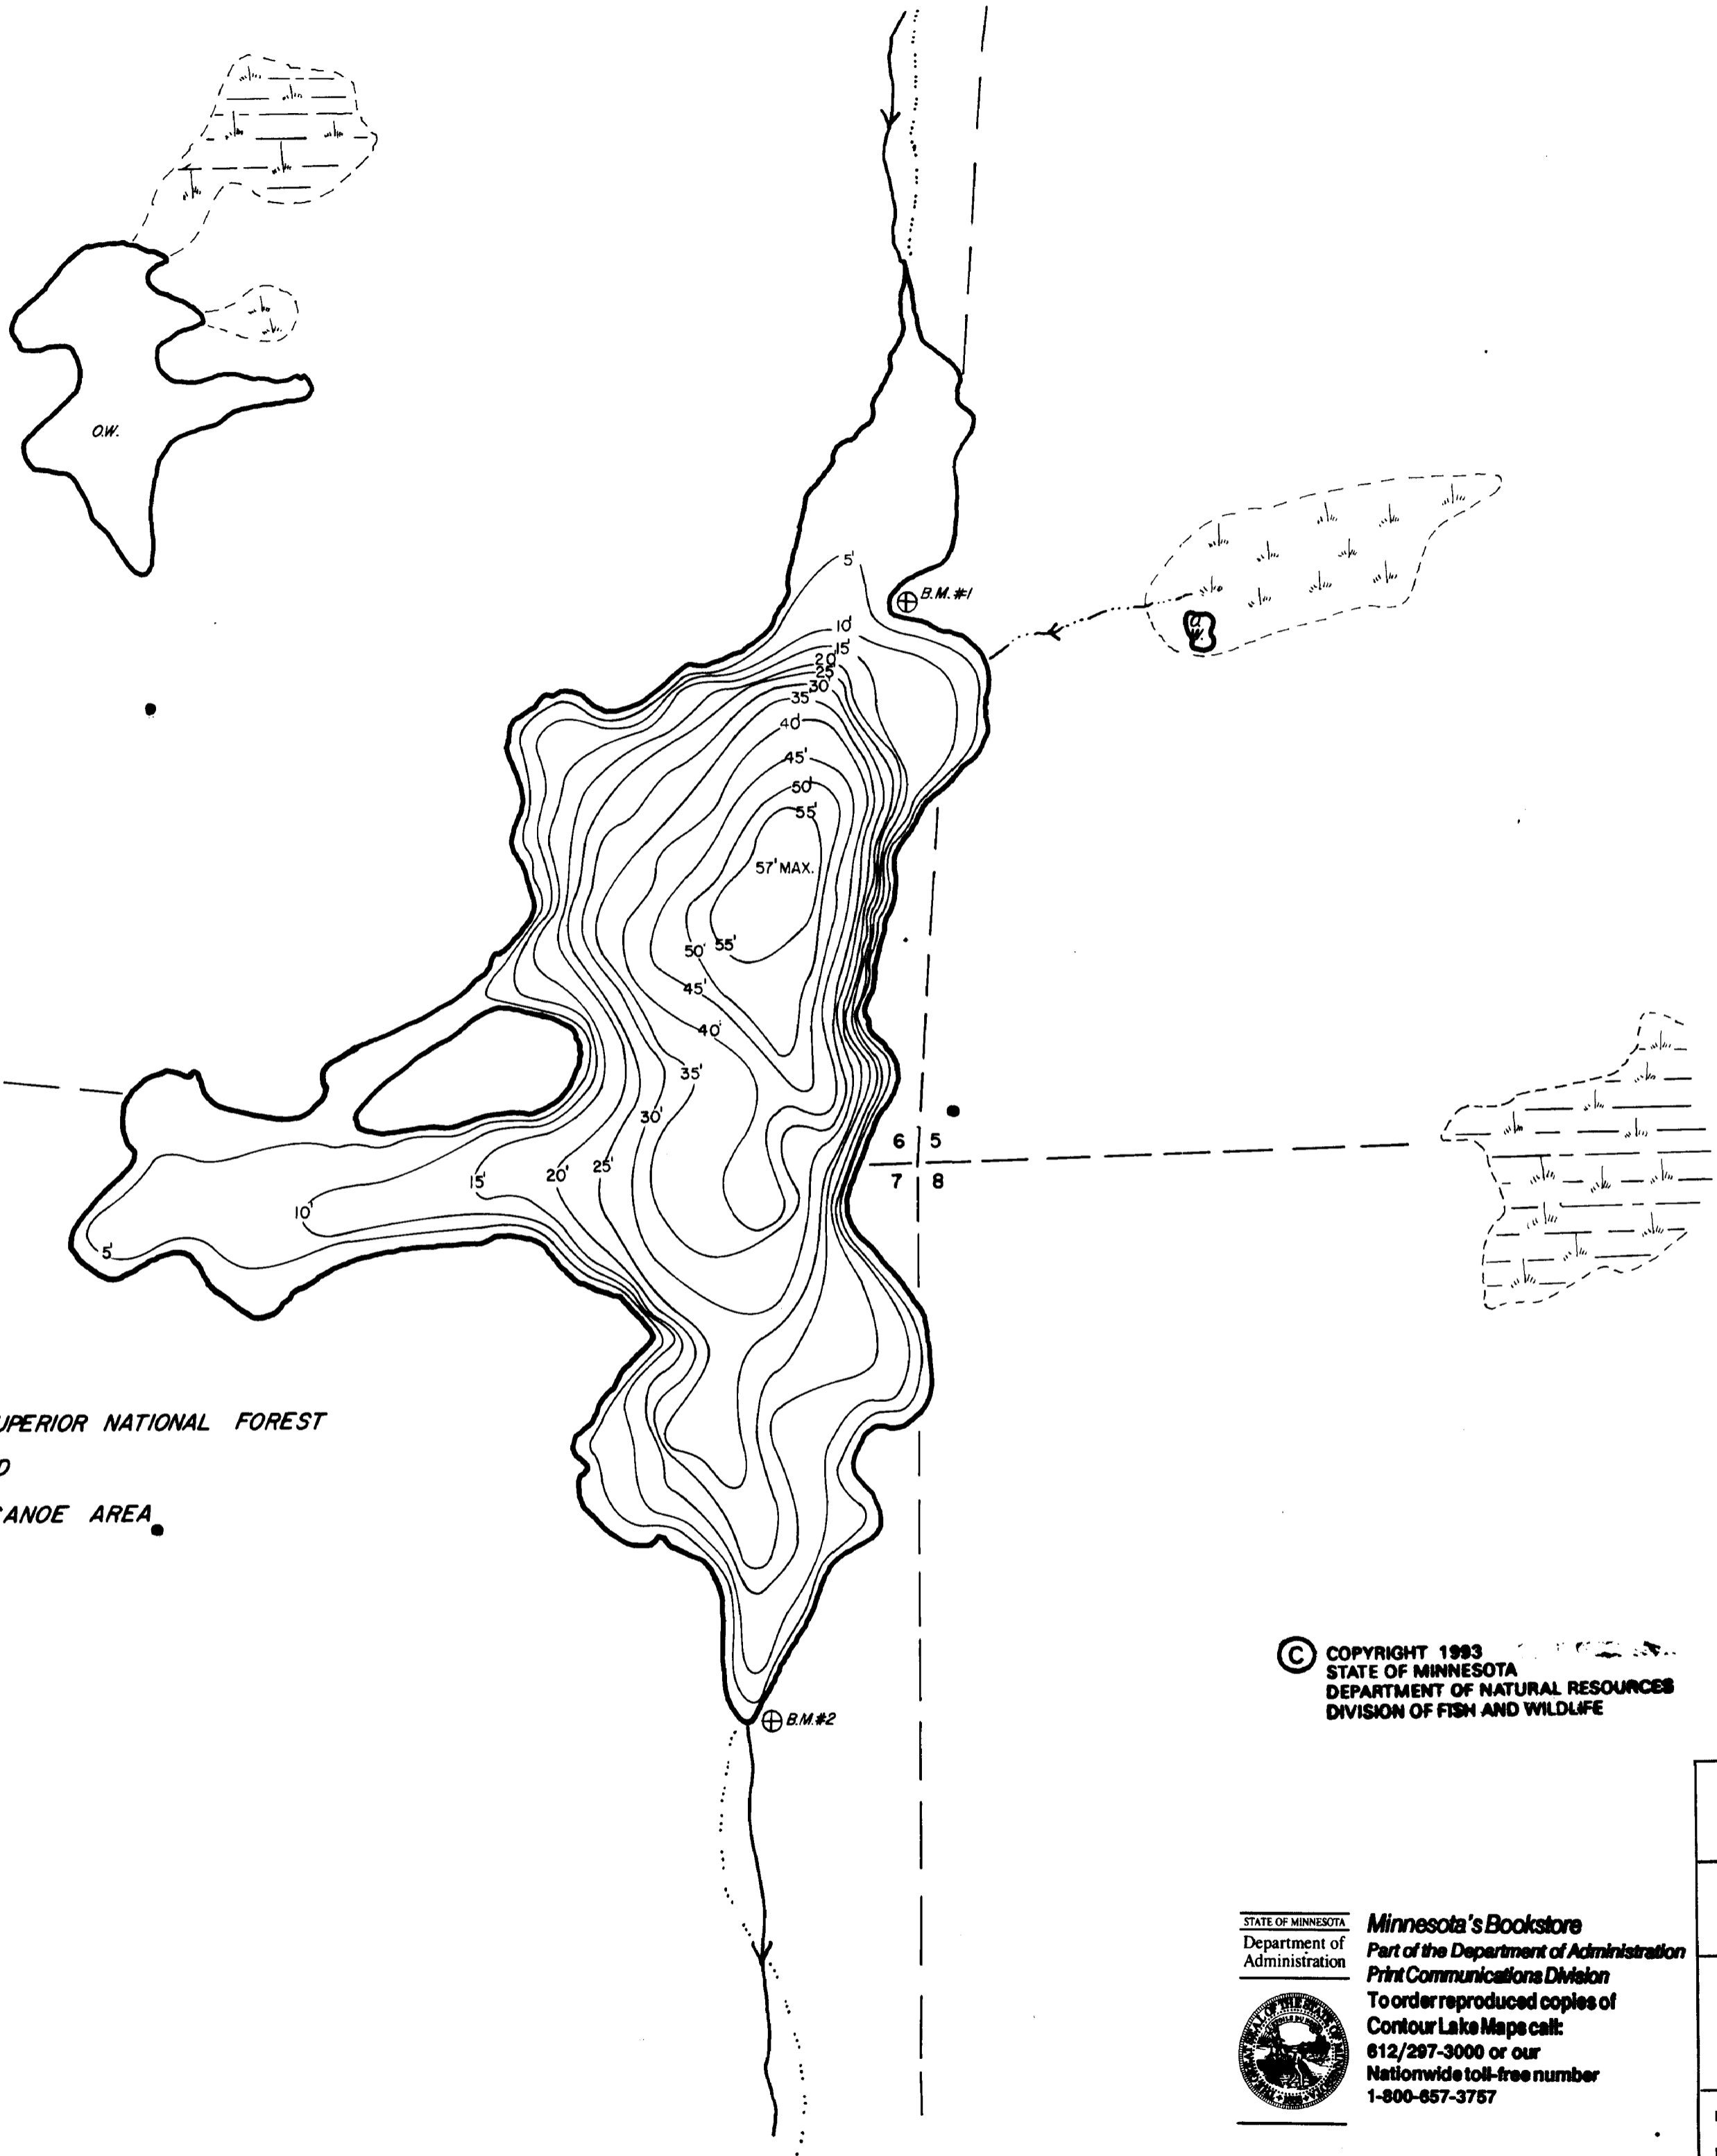 O.W.
5'
B.M. #1
10'
15'
20'
25'
30'
35'
40'
45'
50'
55'
57' MAX.
50' 55'
45'
40'
35'
30'
25'
20'
15'
10'
5'
6 5
7 8
UPERIOR NATIONAL FOREST
CANOE AREA
© COPYRIGHT 1993
STATE OF MINNESOTA
DEPARTMENT OF NATURAL RESOURCES
DIVISION OF FISH AND WILDLIFE
B.M. #2
STATE OF MINNESOTA
Department of
Administration
Minnesota's Bookstore
Part of the Department of Administration
Print Communications Division
To order reproduced copies of
Contour Lake Maps call:
612/297-3000 or our
Nationwide toll-free number
1-800-657-3757